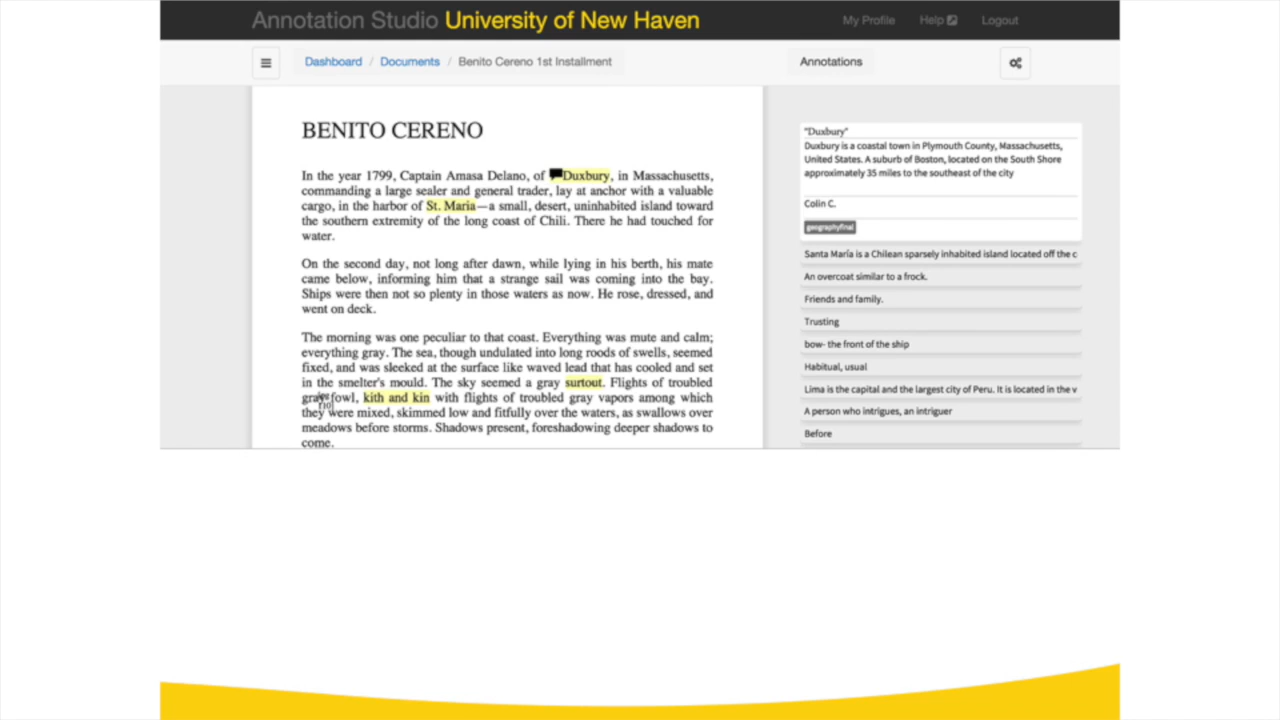 Annotation Studio University of New Haven
My Profile Help Logout
Dashboard / Documents / Benito Cereno 1st Installment
Annotations
BENITO CERENO
In the year 1799, Captain Amasa Delano, of Duxbury, in Massachusetts,
commanding a large sealer and general trader, lay at anchor with a valuable
cargo, in the harbor of St. Maria—a small, desert, uninhabited island toward
the southern extremity of the long coast of Chili. There he had touched for
water.
On the second day, not long after dawn, while lying in his berth, his mate
came below, informing him that a strange sail was coming into the bay.
Ships were then not so plenty in those waters as now. He rose, dressed, and
went on deck.
The morning was one peculiar to that coast. Everything was mute and calm;
everything gray. The sea, though undulated into long roods of swells, seemed
fixed, and was sleeked at the surface like waved lead that has cooled and set
in the smelter's mould. The sky seemed a gray surtout. Flights of troubled
gray fowl, kith and kin with flights of troubled gray vapors among which
they were mixed, skimmed low and fitfully over the waters, as swallows over
meadows before storms. Shadows present, foreshadowing deeper shadows to
come.
"Duxbury"
Duxbury is a coastal town in Plymouth County, Massachusetts,
United States. A suburb of Boston, located on the South Shore
approximately 35 miles to the southeast of the city
Colin C.
geographyfinal
Santa María is a Chilean sparsely inhabited island located off the c
An overcoat similar to a frock.
Friends and family.
Trusting
bow- the front of the ship
Habitual, usual
Lima is the capital and the largest city of Peru. It is located in the v
A person who intrigues, an intriguer
Before